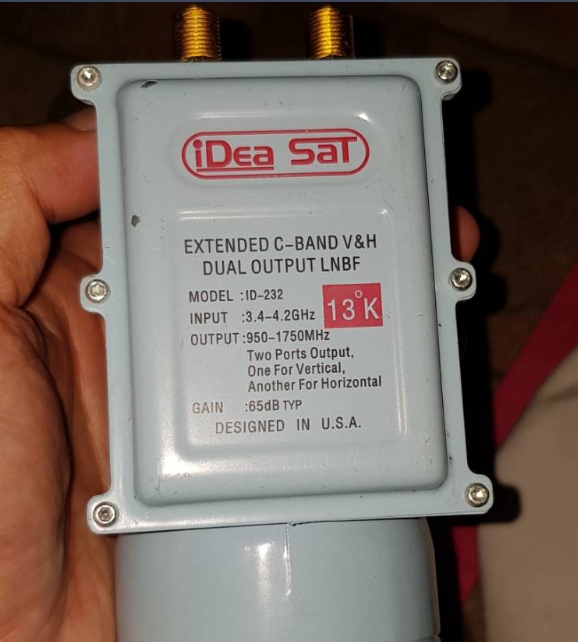 iDea SaT
EXTENDED C-BAND V&H
DUAL OUTPUT LNBF
MODEL :ID-232
INPUT :3.4-4.2GHz
13°K
OUTPUT:950-1750MHz
Two Ports Output,
One For Vertical,
Another For Horizontal
GAIN :65dB TYP
DESIGNED IN U.S.A.